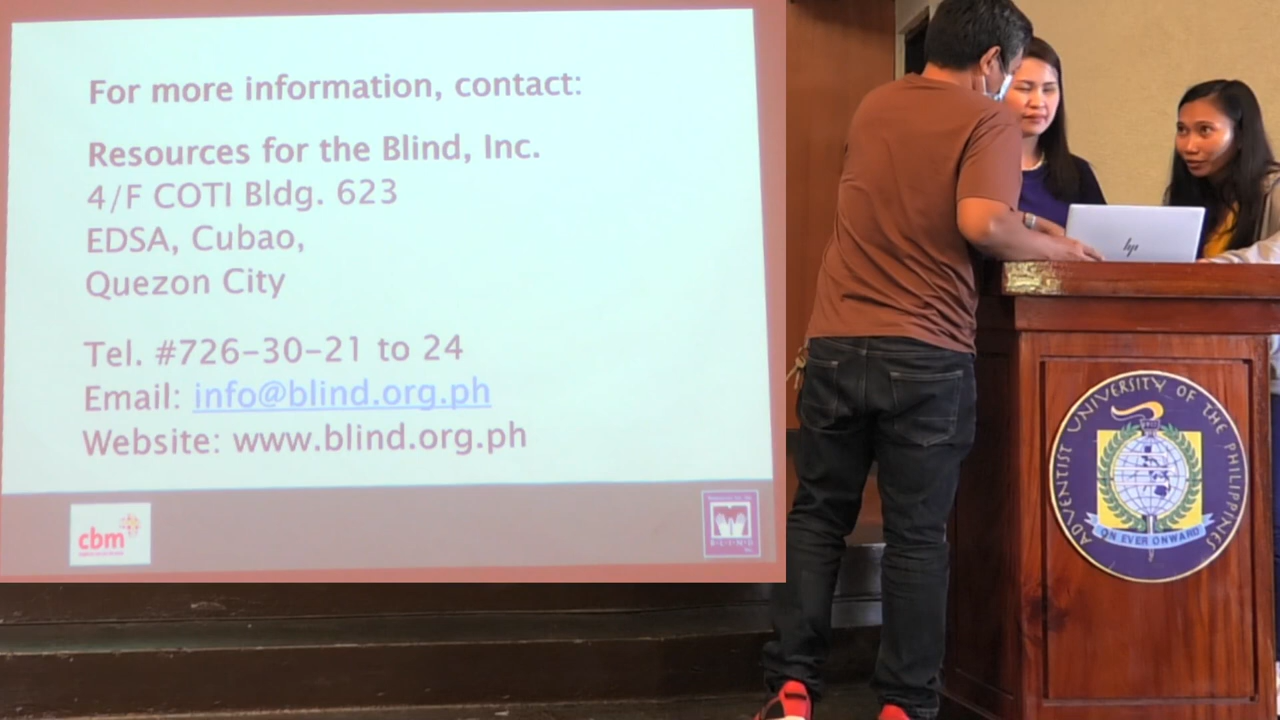 For more information, contact:
Resources for the Blind, Inc.
4/F COTI Bldg. 623
EDSA, Cubao,
Quezon City
Tel. #726-30-21 to 24
Email: info@blind.org.ph
Website: www.blind.org.ph
cbm
BLIND
hp
ADVENTIST UNIVERSITY OF THE PHILIPPINES
ON EVER ONWARD